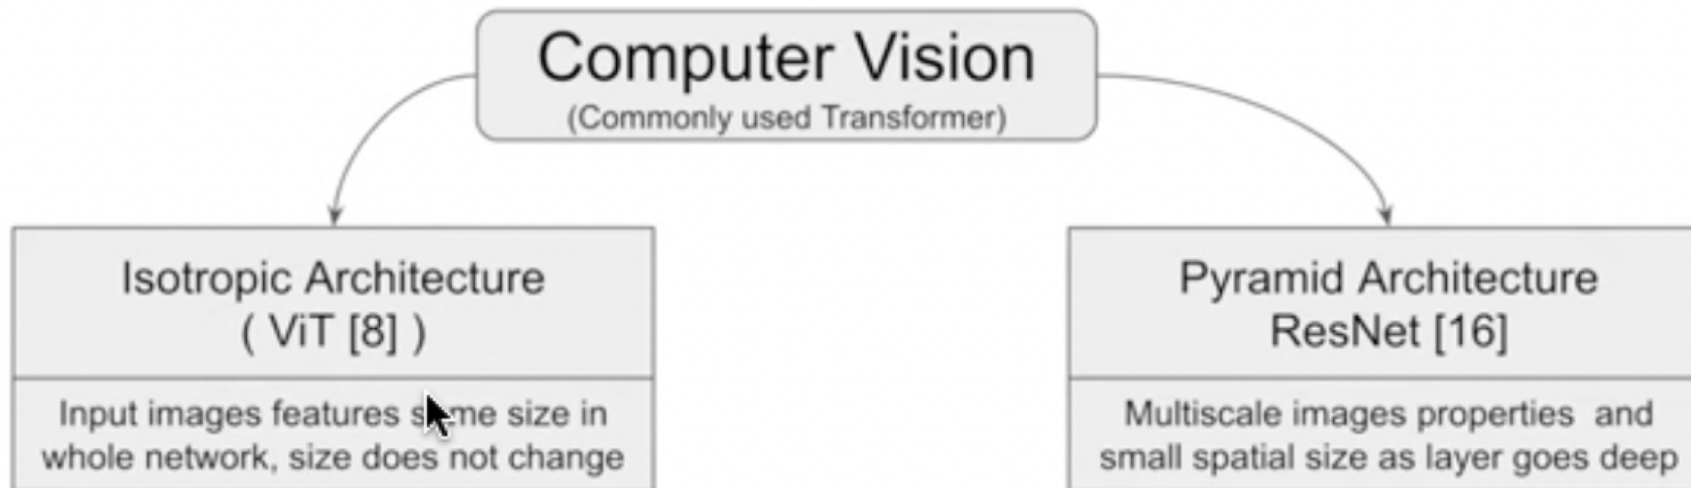 Computer Vision
(Commonly used Transformer)
Isotropic Architecture
( ViT [8] )
Input images features same size in
whole network, size does not change
Pyramid Architecture
ResNet [16]
Multiscale images properties and
small spatial size as layer goes deep